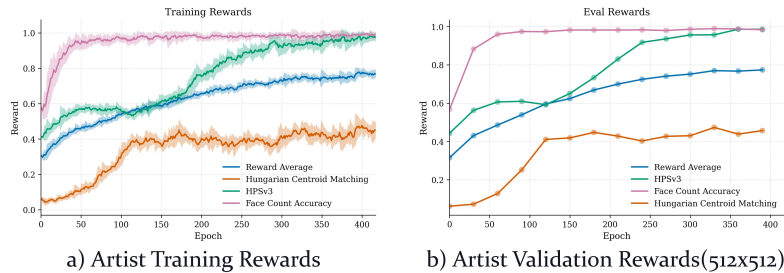 Training Rewards
1.0
0.8
0.6
0.4
0.2
0.0
Reward
0
50
100
150
200
250
300
350
400
Epoch
Reward Average
Hungarian Centroid Matching
HPSv3
Face Count Accuracy
a) Artist Training Rewards
Eval Rewards
1.0
0.8
0.6
0.4
0.2
Reward
0
50
100
150
200
250
300
350
400
Epoch
Reward Average
HPSv3
Face Count Accuracy
Hungarian Centroid Matching
b) Artist Validation Rewards(512x512)